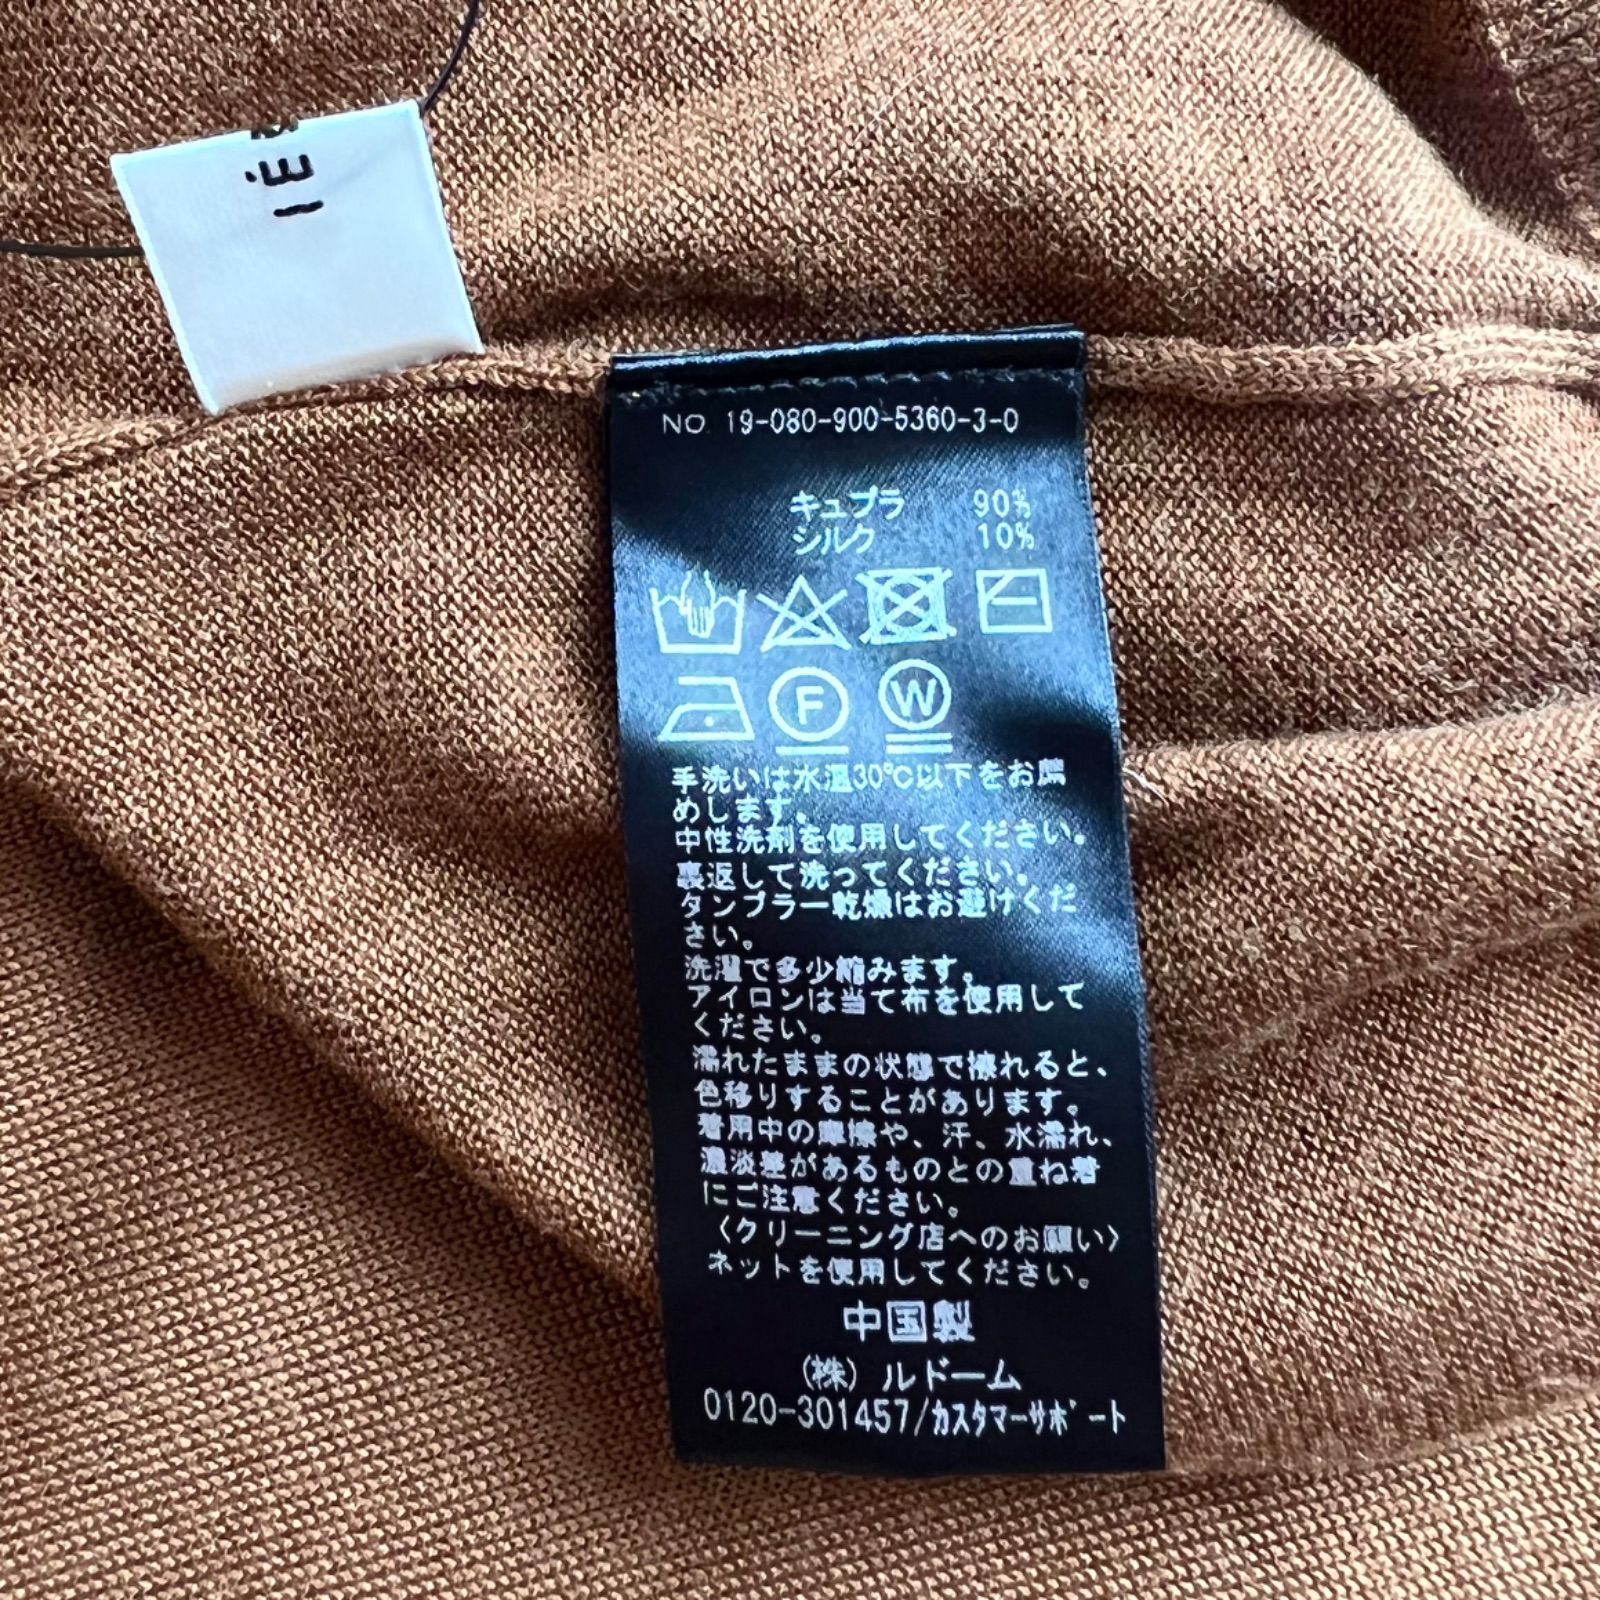 NO. 19-080-900-5360-3-0
キュプラ 90%
シルク 10%
F
W
手洗いは水温30℃以下をお薦
めします。
中性洗剤を使用してください。
裏返して洗ってください。
タンブラー乾燥はお避けくだ
さい。
洗濯で多少縮みます。
アイロンは当て布を使用して
ください。
濡れたままの状態で擦れると、
色移りすることがあります。
着用中の摩擦や、汗、水濡れ、
濃淡差があるものとの重ね着
にご注意ください。
〈クリーニング店へのお願い〉
ネットを使用してください。
中国製
(株) ルドーム
0120-301457/カスタマーサポート